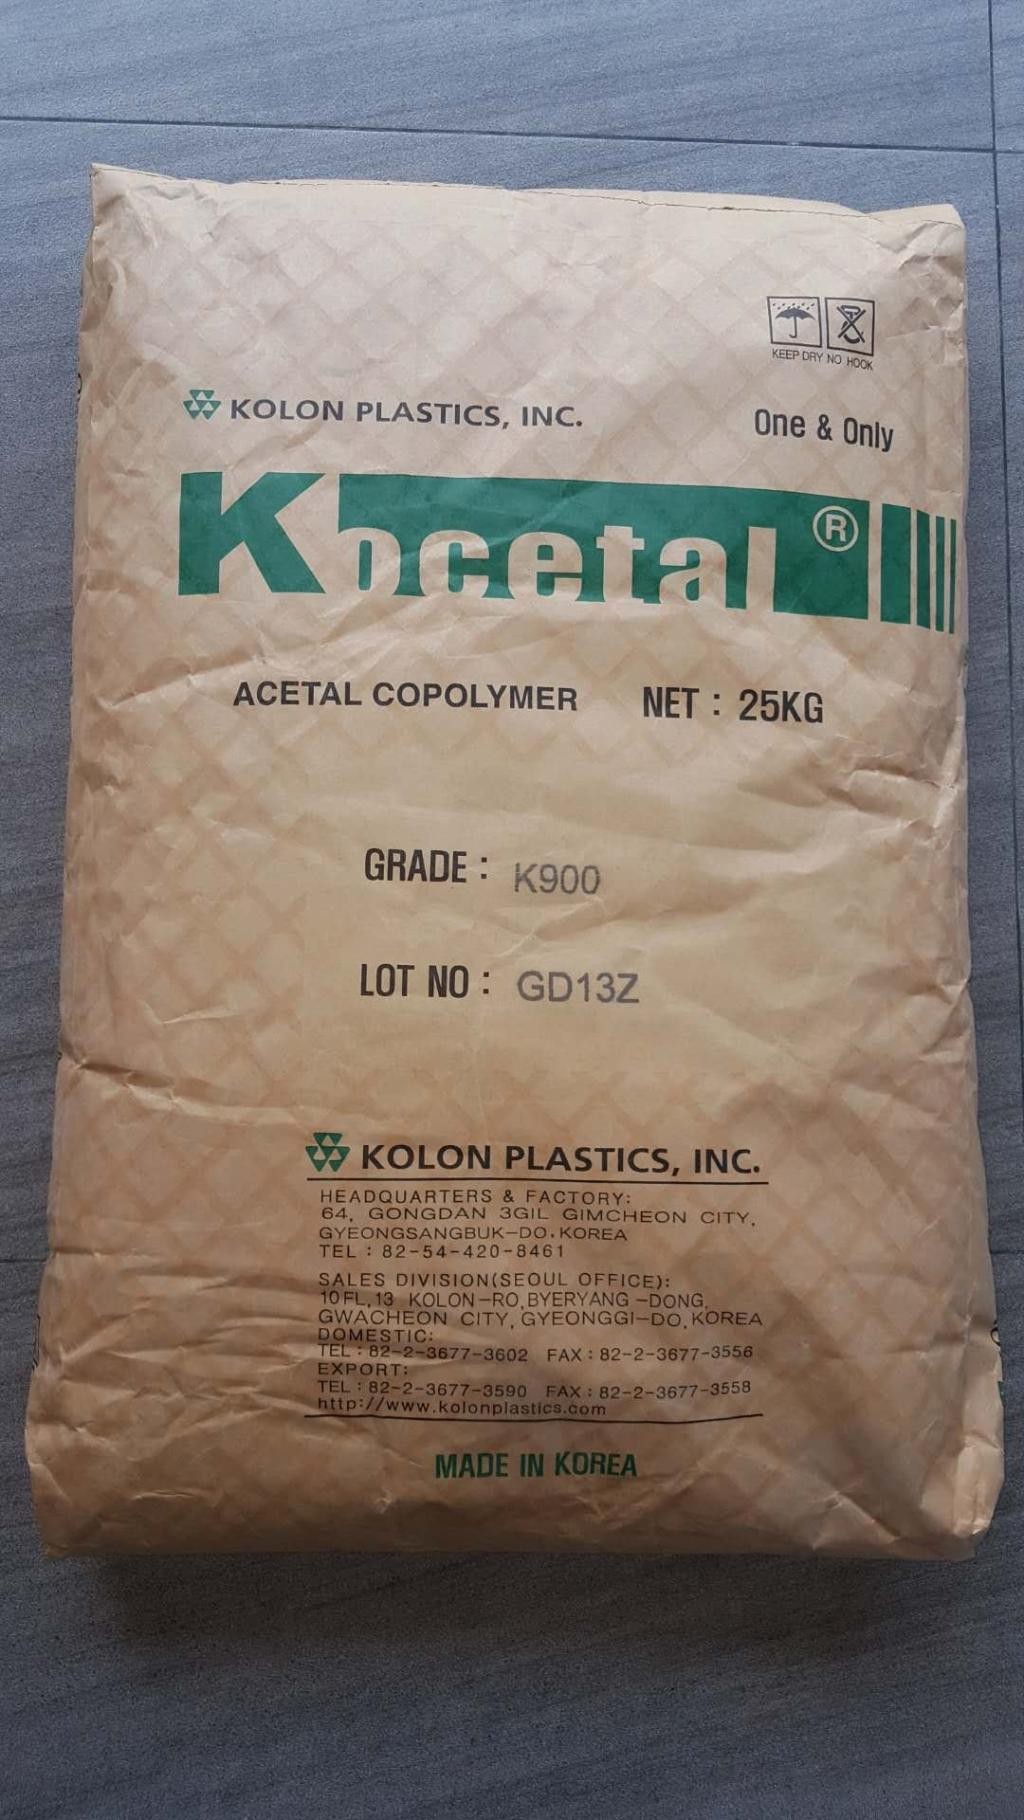 KEEP DRY NO HOOK
KOLON PLASTICS, INC.
One & Only
Kocetal®
ACETAL COPOLYMER NET : 25KG
GRADE : K900
LOT NO : GD13Z
KOLON PLASTICS, INC.
HEADQUARTERS & FACTORY:
64, GONGDAN 3GIL GIMCHEON CITY,
GYEONGSANGBUK-DO, KOREA
TEL : 82-54-420-8461
SALES DIVISION(SEOUL OFFICE):
10FL, 13 KOLON-RO, BYERYANG-DONG,
GWACHEON CITY, GYEONGGI-DO, KOREA
DOMESTIC:
TEL : 82-2-3677-3602 FAX : 82-2-3677-3556
EXPORT:
TEL : 82-2-3677-3590 FAX : 82-2-3677-3558
http://www.kolonplastics.com
MADE IN KOREA